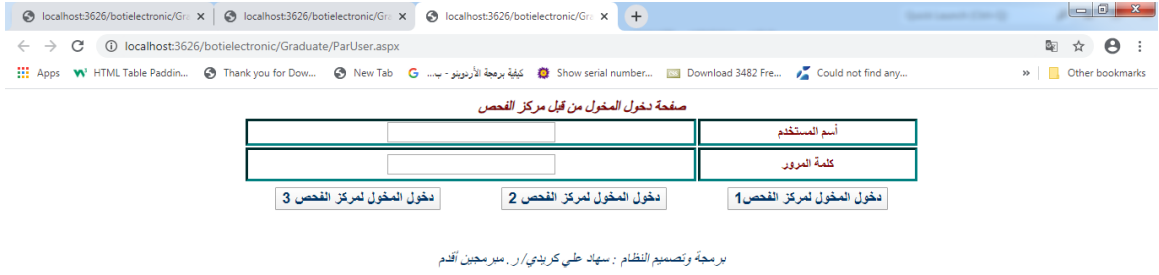 localhost:3626/botielectronic/Gra
localhost:3626/botielectronic/Gra
localhost:3626/botielectronic/Gra
localhost:3626/botielectronic/Graduate/ParUser.aspx
Apps
HTML Table Paddin...
Thank you for Dow...
New Tab
كيفية برمجة الأردوينو - ب...
Show serial number...
Download 3482 Fre...
Could not find any...
Other bookmarks
صفحة دخول المخول من قبل مركز الفحص
أسم المستخدم
كلمة المرور
دخول المخول لمركز الفحص1
دخول المخول لمركز الفحص 2
دخول المخول لمركز الفحص 3
برمجة وتصميم النظام : سهاد علي كريدي/ ر . مبرمجين أقدم